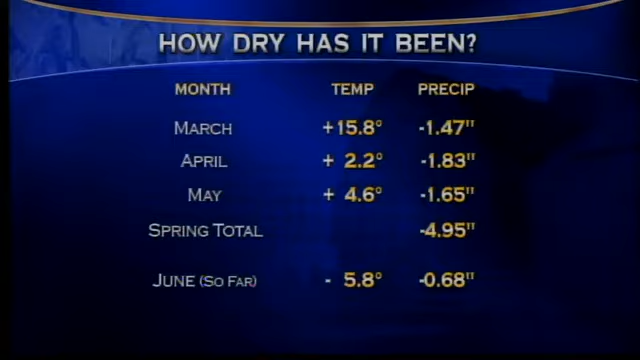 HOW DRY HAS IT BEEN?
MONTH TEMP PRECIP
MARCH +15.8° -1.47"
APRIL + 2.2° -1.83"
MAY + 4.6° -1.65"
SPRING TOTAL -4.95"
JUNE (SO FAR) - 5.8° -0.68"